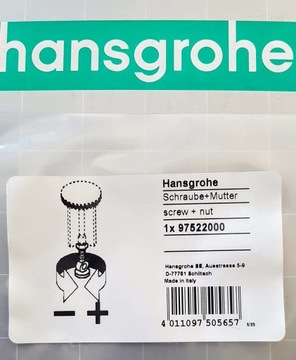 hansgrohe
Hansgrohe
Schraube+Mutter
screw + nut
1x 97522000
Hansgrohe SE, Auestrasse 5-9
D-77761 Schiltach
Made in Italy
4 011097 505657